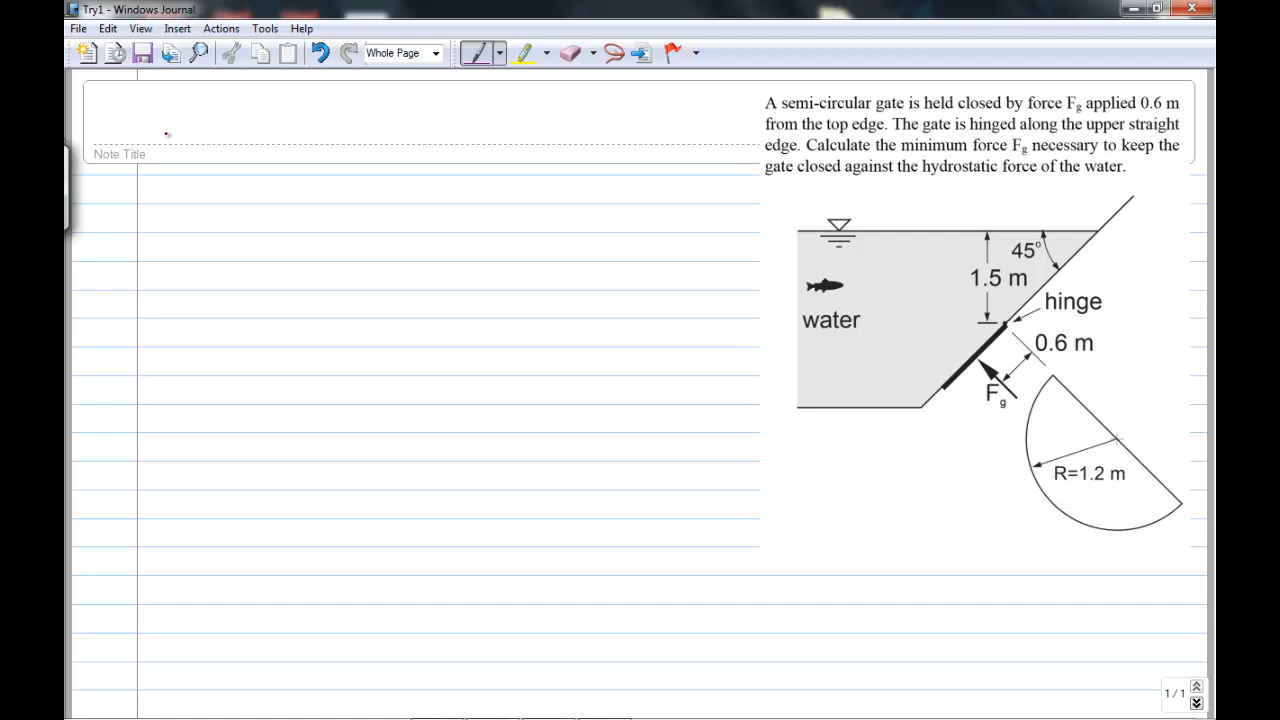 Try1 - Windows Journal
File Edit View Insert Actions Tools Help
Whole Page
A semi-circular gate is held closed by force Fg applied 0.6 m
from the top edge. The gate is hinged along the upper straight
edge. Calculate the minimum force Fg necessary to keep the
gate closed against the hydrostatic force of the water.
Note Title
45°
1.5 m
hinge
water
0.6 m
Fg
R=1.2 m
1 / 1